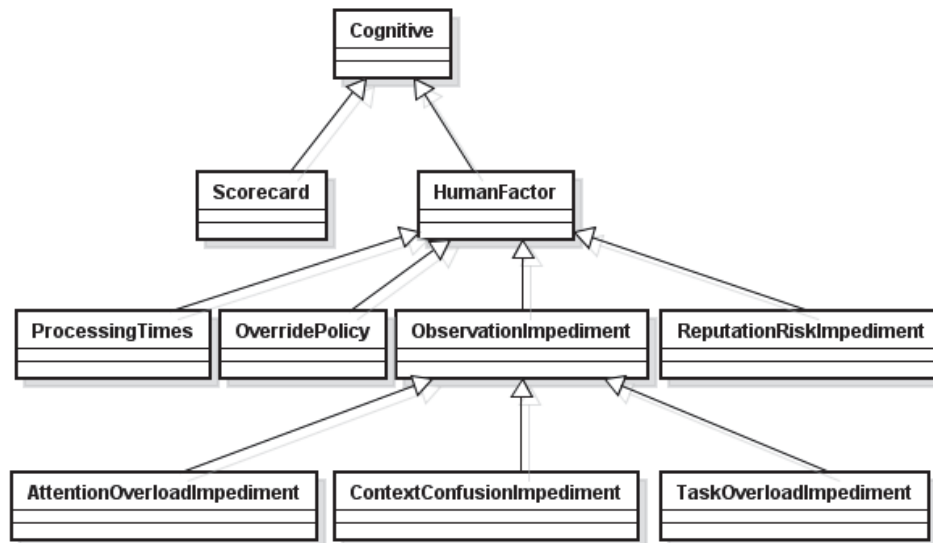 Cognitive
Scorecard
HumanFactor
ProcessingTimes
OverridePolicy
ObservationImpediment
ReputationRiskImpediment
AttentionOverloadImpediment
ContextConfusionImpediment
TaskOverloadImpediment